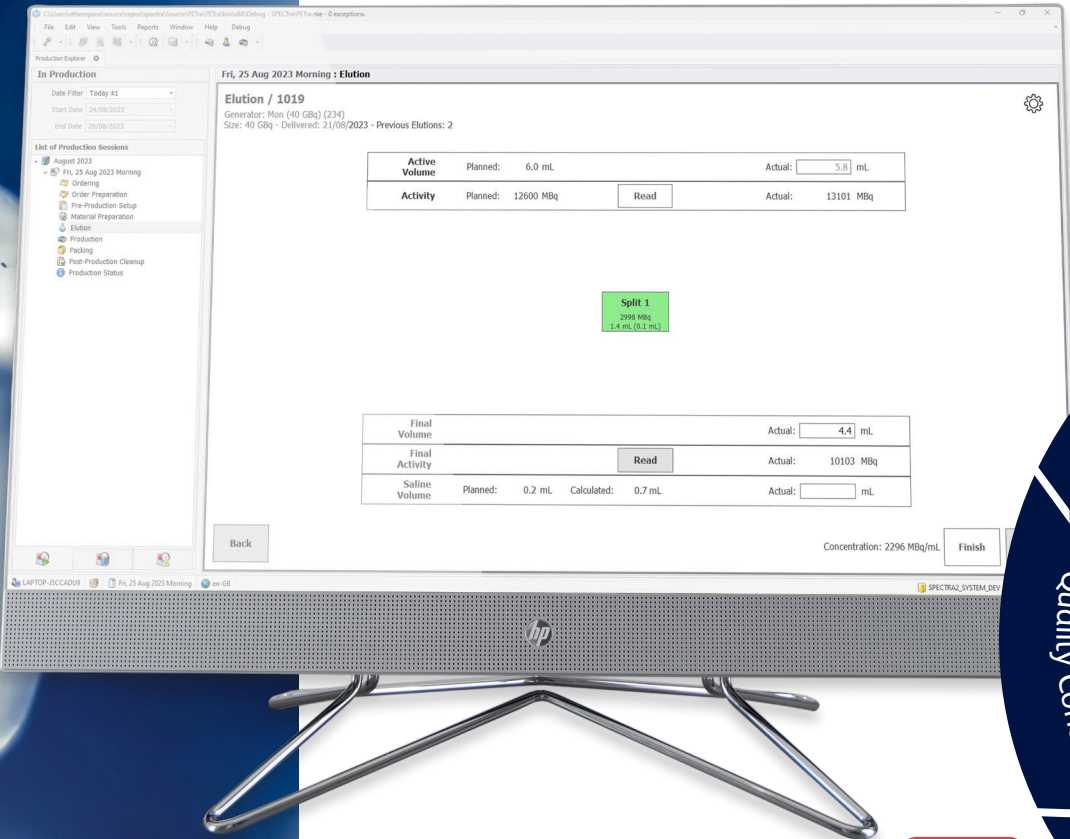 C:\Users\althompson\source\repos\spectra\Source\PETra\PETra\bin\x86\Debug - SPECTra\PETra.exe - 0 exceptions.
File Edit View Tools Reports Window Help Debug
Production Explorer
In Production
Date Filter Today ±1
Start Date 24/08/2023
End Date 26/08/2023
List of Production Sessions
August 2023
Fri, 25 Aug 2023 Morning
Ordering
Order Preparation
Pre-Production Setup
Material Preparation
Elution
Production
Packing
Post-Production Cleanup
Production Status
Fri, 25 Aug 2023 Morning : Elution
Elution / 1019
Generator: Mon (40 GBq) (234)
Size: 40 GBq - Delivered: 21/08/2023 - Previous Elutions: 2
Active Volume Planned: 6.0 mL Actual: 5.8 mL
Activity Planned: 12600 MBq Read Actual: 13101 MBq
Split 1
2998 MBq
1.4 mL (0.1 mL)
Final Volume Actual: 4.4 mL
Final Activity Read Actual: 10103 MBq
Saline Volume Planned: 0.2 mL Calculated: 0.7 mL Actual: mL
Back
Concentration: 2296 MBq/mL Finish
LAPTOP-J5CCADU9 Fri, 25 Aug 2023 Morning en-GB
SPECTRA2_SYSTEM_DEV
hp
Quality